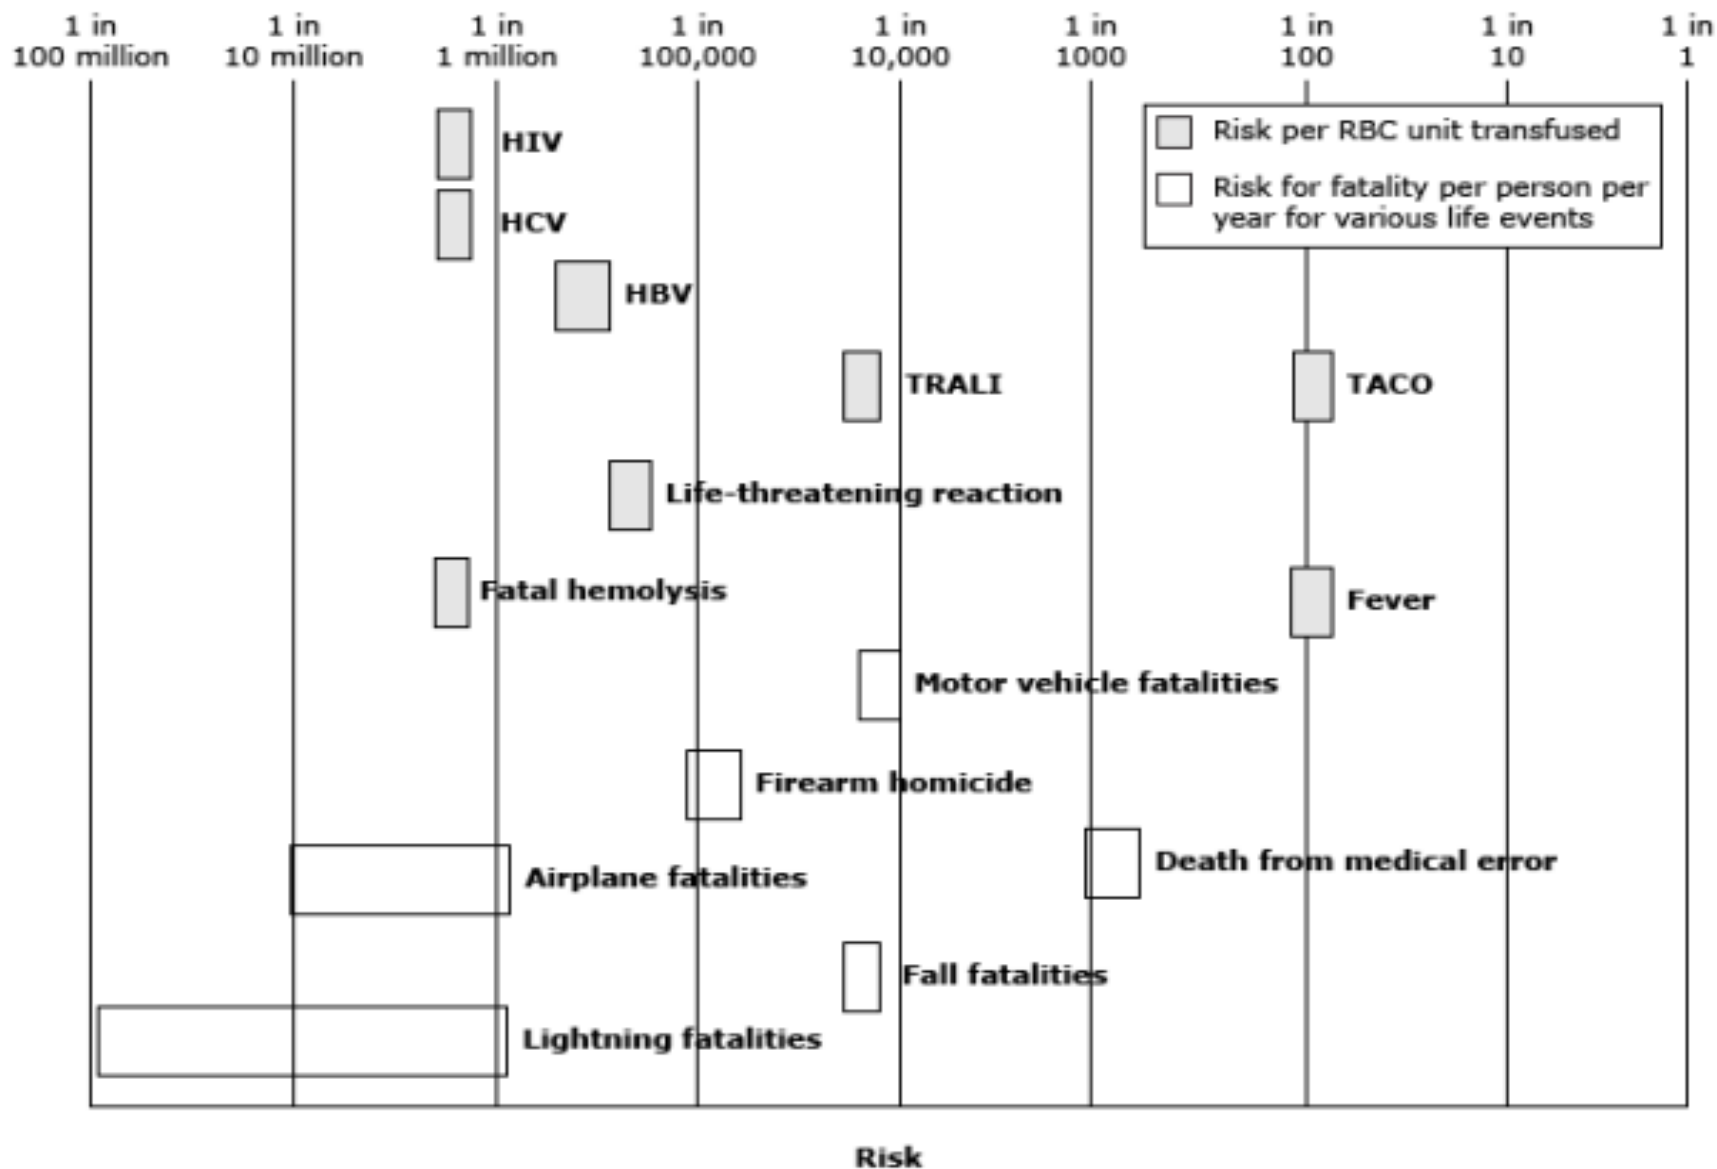 1 in
100 million
1 in
10 million
1 in
1 million
1 in
100,000
1 in
10,000
1 in
1000
1 in
100
1 in
10
1 in
1
Risk per RBC unit transfused
Risk for fatality per person per
year for various life events
HIV
HCV
HBV
TRALI
TACO
Life-threatening reaction
Fatal hemolysis
Fever
Motor vehicle fatalities
Firearm homicide
Death from medical error
Airplane fatalities
Fall fatalities
Lightning fatalities
Risk